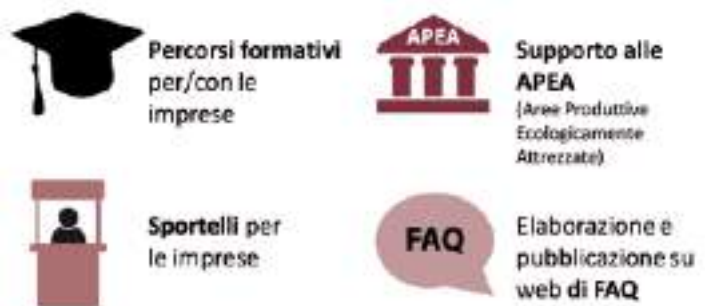 Percorsi formativi
per/con le
imprese
APEA
Supporto alle
APEA
(Aree Produttive
Ecologicamente
Attrezzate)
Sportelli per
le imprese
FAQ
Elaborazione e
pubblicazione su
web di FAQ